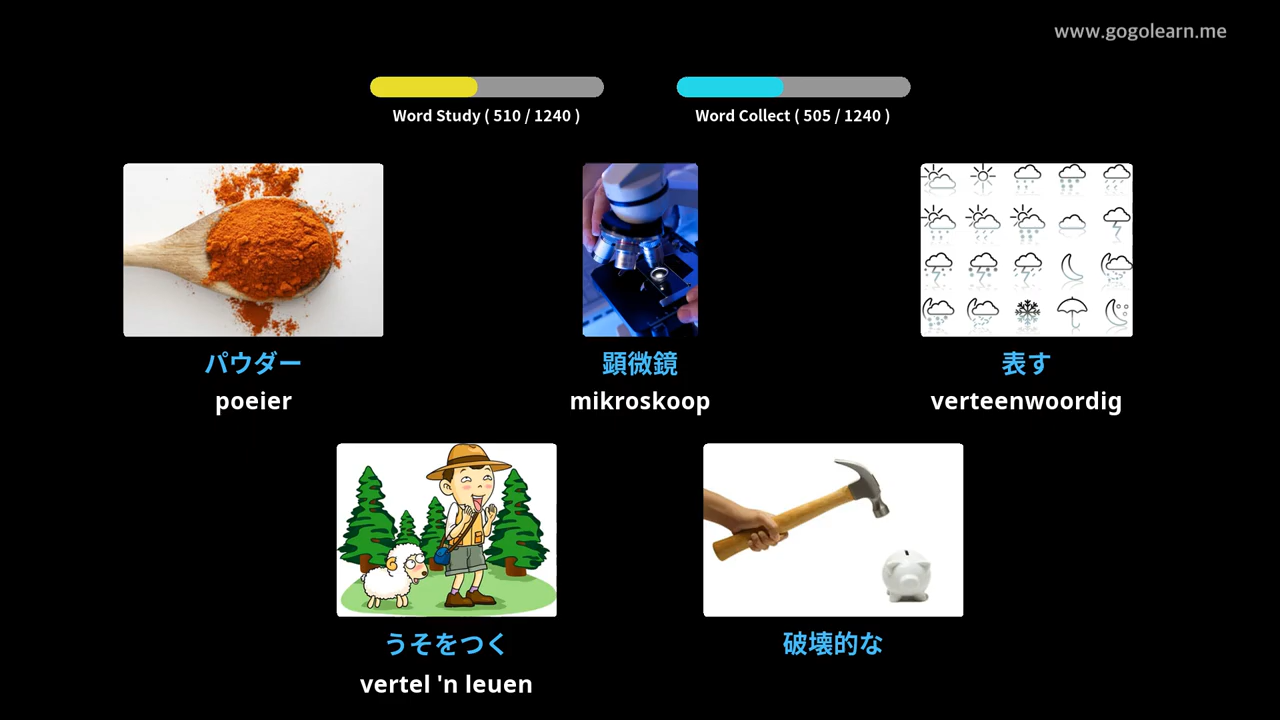 www.gogolearn.me
Word Study ( 510 / 1240 )
Word Collect ( 505 / 1240 )
パウダー
poeier
顕微鏡
mikroskoop
表す
verteenwoordig
うそをつく
vertel 'n leuen
破壊的な